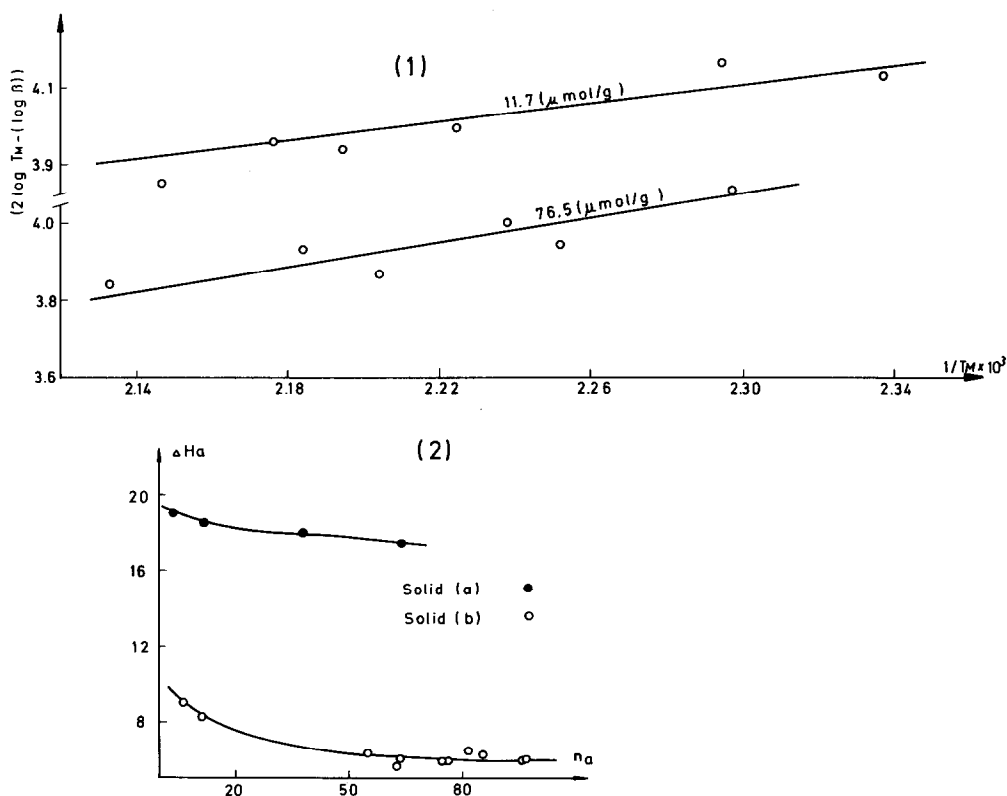 (1)
(2 log TM - (log β))
4.1
3.9
4.0
3.8
3.6
11.7 (μ mol/g)
76.5 (μ mol/g)
2.14
2.18
2.22
2.26
2.30
2.34
1/TM × 10³
(2)
△ Ha
20
16
12
8
Solid (a)
Solid (b)
20
50
80
na